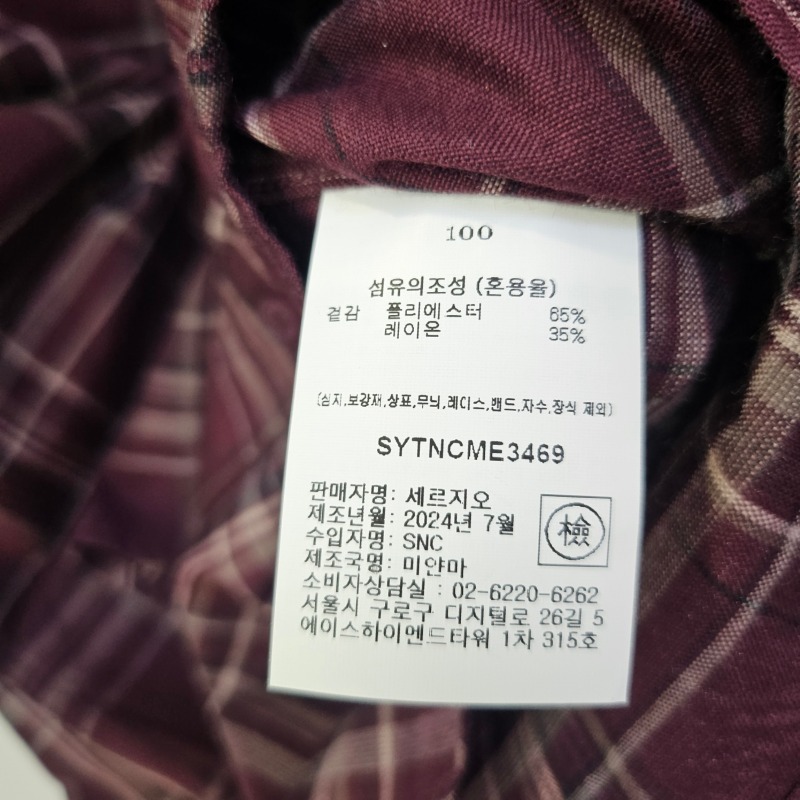 100
섬유의조성 (혼용율)
겉감 폴리에스터 65%
레이온 35%
(심지,보강재,상표,무늬,레이스,밴드,자수,장식 제외)
SYTNCME3469
판매자명: 세르지오
제조년월: 2024년 7월
수입자명: SNC
제조국명: 미얀마
檢
소비자상담실 : 02-6220-6262
서울시 구로구 디지털로 26길 5
에이스하이엔드타워 1차 315호